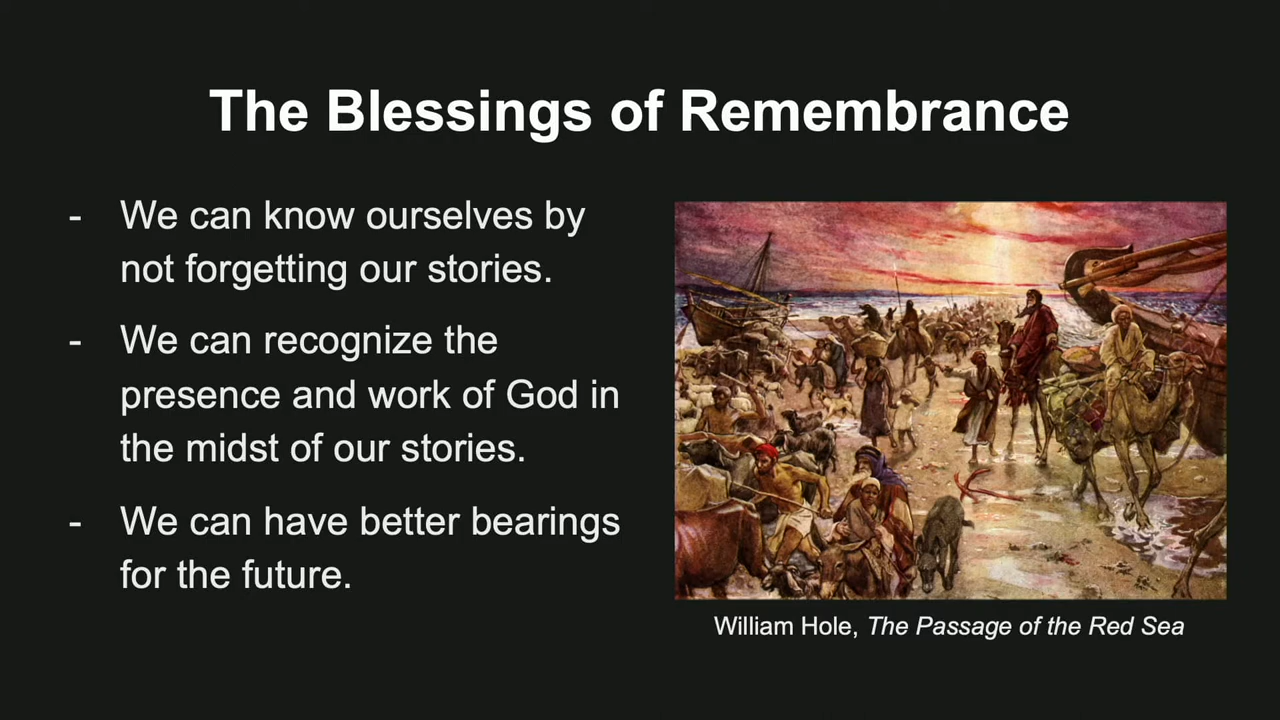 The Blessings of Remembrance
- We can know ourselves by
not forgetting our stories.
- We can recognize the
presence and work of God in
the midst of our stories.
- We can have better bearings
for the future.
William Hole, The Passage of the Red Sea